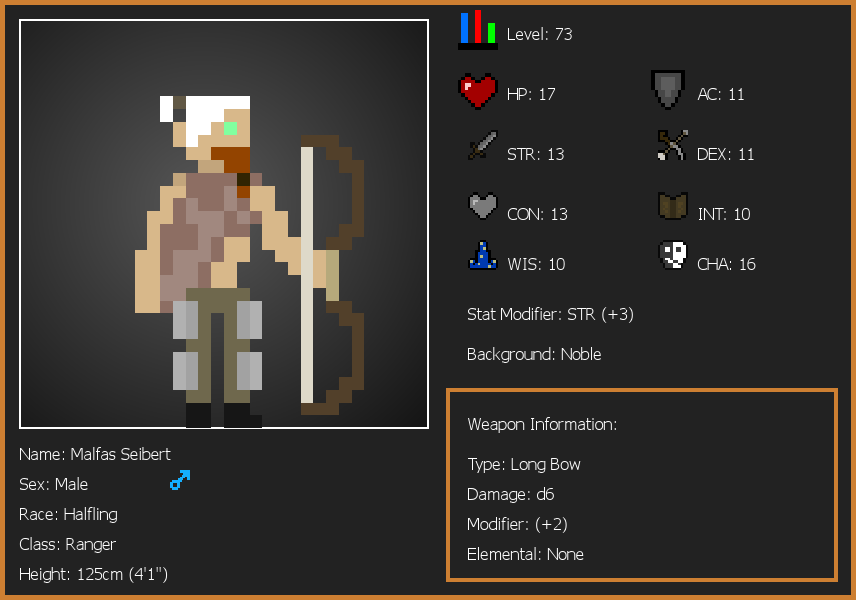 Level: 73
HP: 17
AC: 11
STR: 13
DEX: 11
CON: 13
INT: 10
WIS: 10
CHA: 16
Stat Modifier: STR (+3)
Background: Noble
Weapon Information:
Type: Long Bow
Damage: d6
Modifier: (+2)
Elemental: None
Name: Malfas Seibert
Sex: Male
Race: Halfling
Class: Ranger
Height: 125cm (4'1")